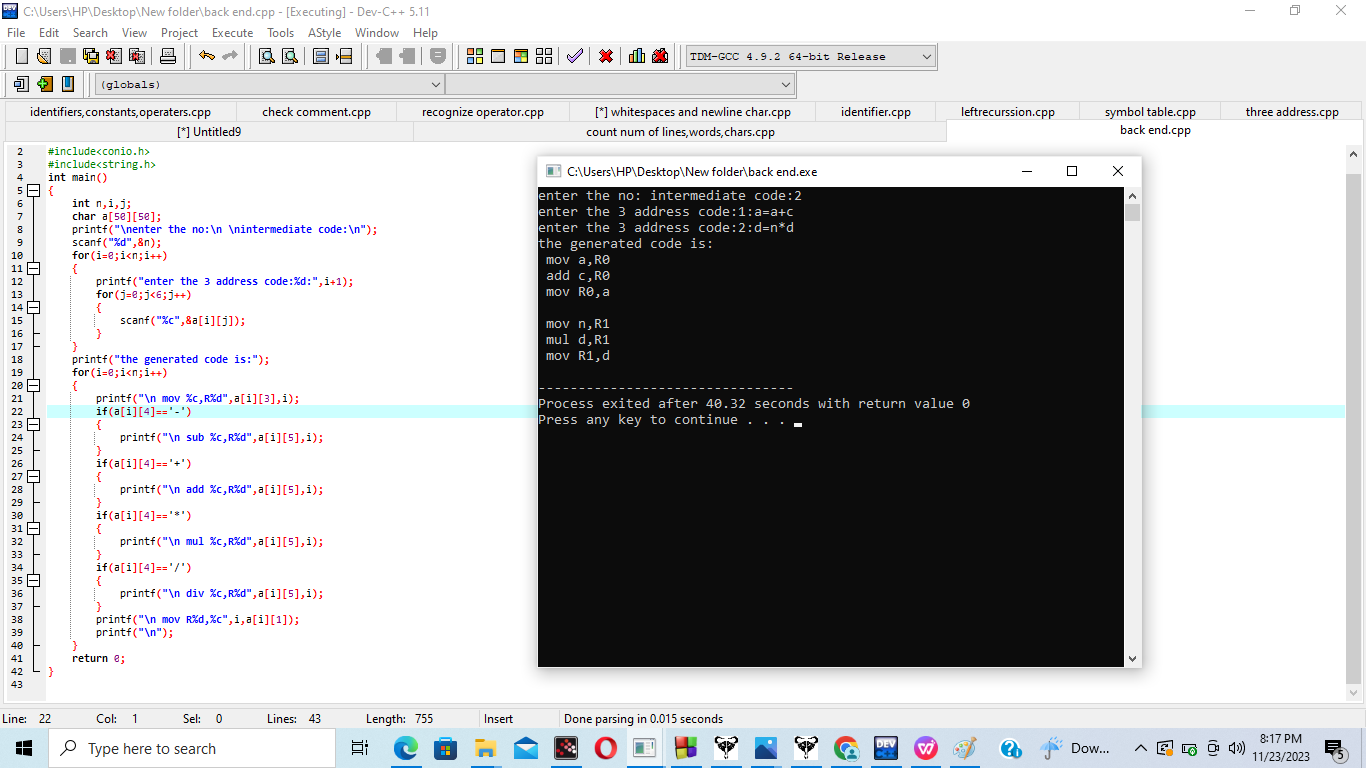 C:\Users\HP\Desktop\New folder\back end.cpp - [Executing] - Dev-C++ 5.11
File Edit Search View Project Execute Tools AStyle Window Help
TDM-GCC 4.9.2 64-bit Release
(globals)
identifiers,constants,operaters.cpp check comment.cpp recognize operator.cpp [*] whitespaces and newline char.cpp identifier.cpp leftrecurssion.cpp symbol table.cpp three address.cpp
[*] Untitled9 count num of lines,words,chars.cpp back end.cpp
2 #include<conio.h>
3 #include<string.h>
4 int main()
5 {
6 int n,i,j;
7 char a[50][50];
8 printf("\nenter the no:\n \nintermediate code:\n");
9 scanf("%d",&n);
10 for(i=0;i<n;i++)
11 {
12 printf("enter the 3 address code:%d:",i+1);
13 for(j=0;j<6;j++)
14 {
15 scanf("%c",&a[i][j]);
16 }
17 }
18 printf("the generated code is:");
19 for(i=0;i<n;i++)
20 {
21 printf("\n mov %c,R%d",a[i][3],i);
22 if(a[i][4]=='-')
23 {
24 printf("\n sub %c,R%d",a[i][5],i);
25 }
26 if(a[i][4]=='+')
27 {
28 printf("\n add %c,R%d",a[i][5],i);
29 }
30 if(a[i][4]=='*')
31 {
32 printf("\n mul %c,R%d",a[i][5],i);
33 }
34 if(a[i][4]=='/')
35 {
36 printf("\n div %c,R%d",a[i][5],i);
37 }
38 printf("\n mov R%d,%c",i,a[i][1]);
39 printf("\n");
40 }
41 return 0;
42 }
43
C:\Users\HP\Desktop\New folder\back end.exe
enter the no: intermediate code:2
enter the 3 address code:1:a=a+c
enter the 3 address code:2:d=n*d
the generated code is:
mov a,R0
add c,R0
mov R0,a
mov n,R1
mul d,R1
mov R1,d
--------------------------------
Process exited after 40.32 seconds with return value 0
Press any key to continue . . .
Line: 22 Col: 1 Sel: 0 Lines: 43 Length: 755 Insert Done parsing in 0.015 seconds
Type here to search
DEV
Dow...
8:17 PM
11/23/2023
5